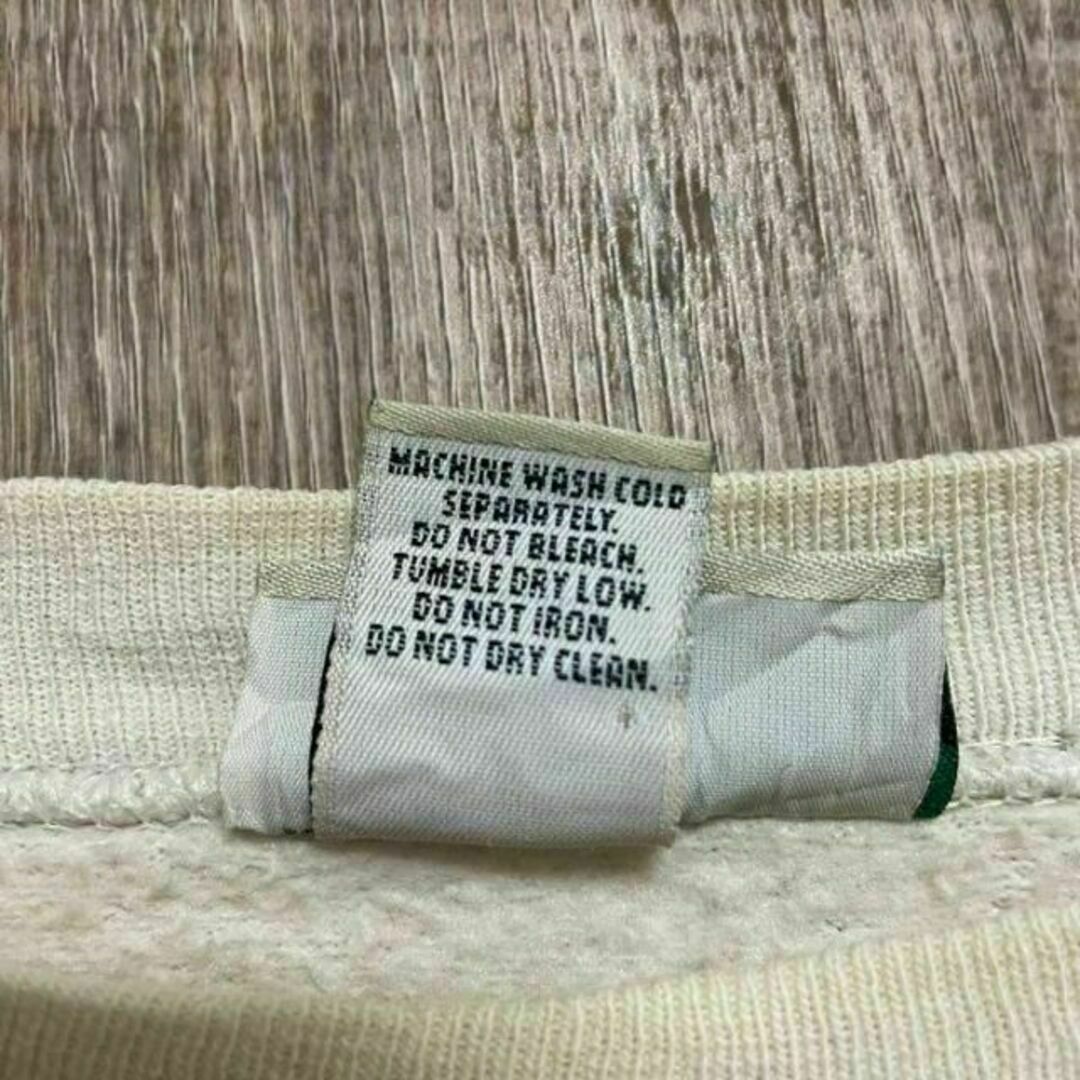 MACHINE WASH COLD
SEPARATELY.
DO NOT BLEACH.
TUMBLE DRY LOW.
DO NOT IRON.
DO NOT DRY CLEAN.